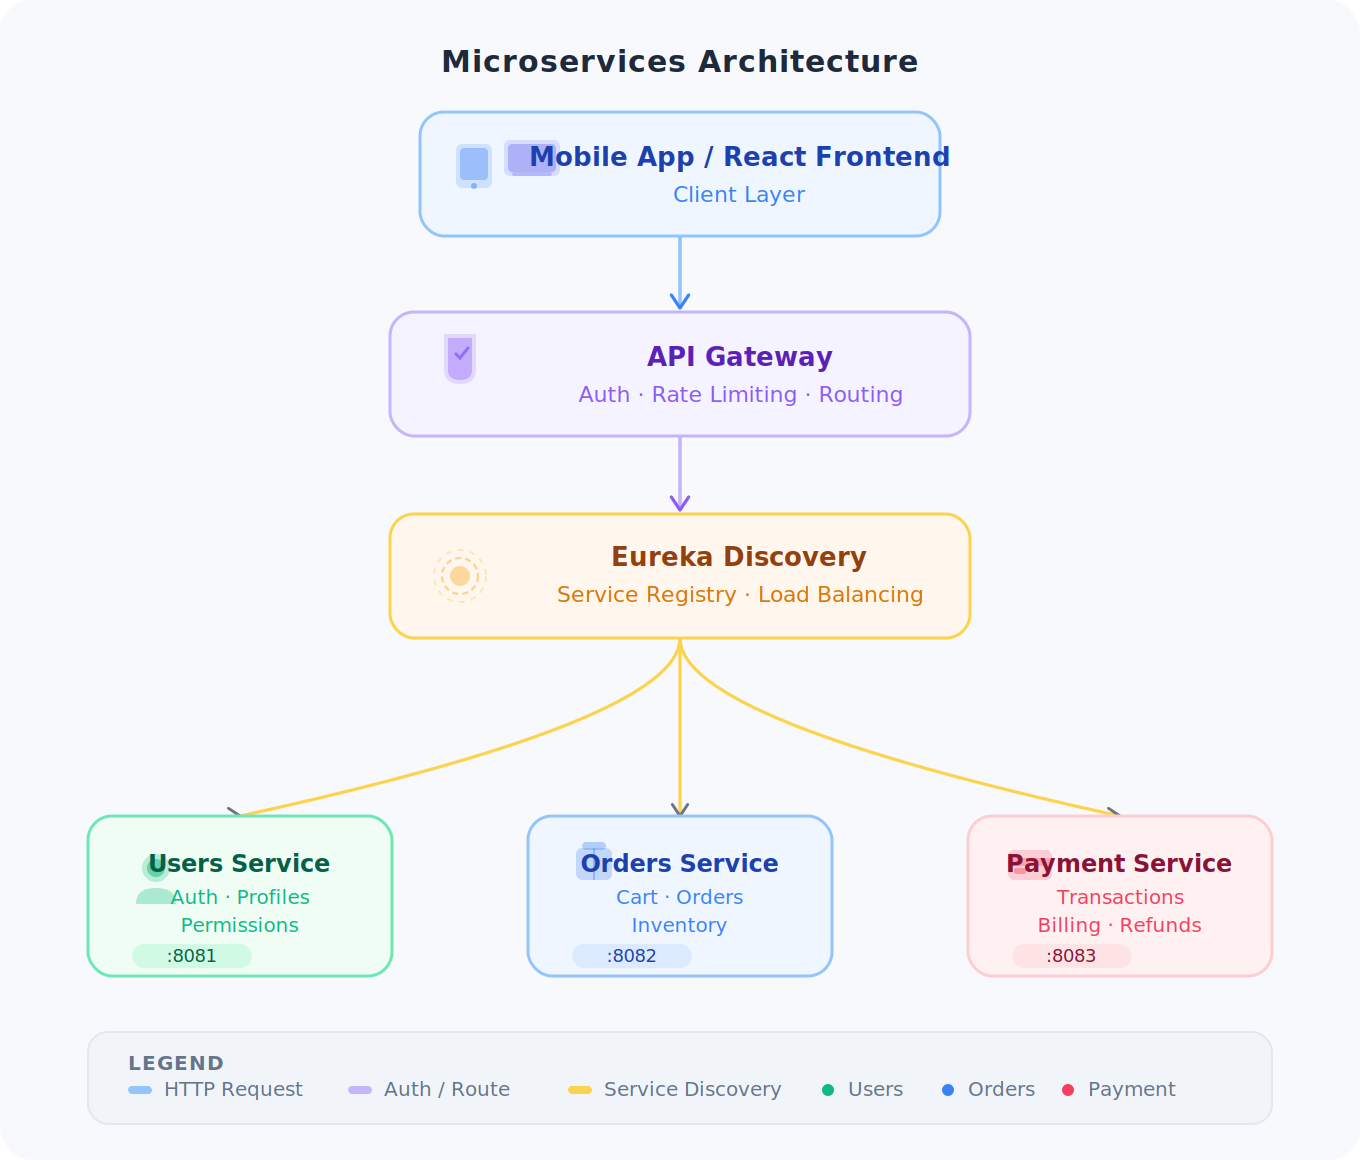 Microservices Architecture
Mobile App / React Frontend
Client Layer
API Gateway
Auth · Rate Limiting · Routing
Eureka Discovery
Service Registry · Load Balancing
Users Service
Auth · Profiles
Permissions
:8081
Orders Service
Cart · Orders
Inventory
:8082
Payment Service
Transactions
Billing · Refunds
:8083
LEGEND
HTTP Request
Auth / Route
Service Discovery
Users
Orders
Payment